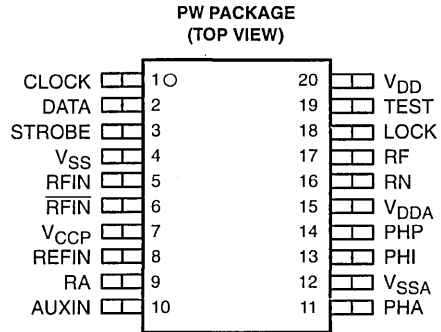 PW PACKAGE
(TOP VIEW)
CLOCK 1 20 VDD
DATA 2 19 TEST
STROBE 3 18 LOCK
VSS 4 17 RF
RFIN 5 16 RN
R̅F̅I̅N̅ 6 15 VDDA
VCCP 7 14 PHP
REFIN 8 13 PHI
RA 9 12 VSSA
AUXIN 10 11 PHA